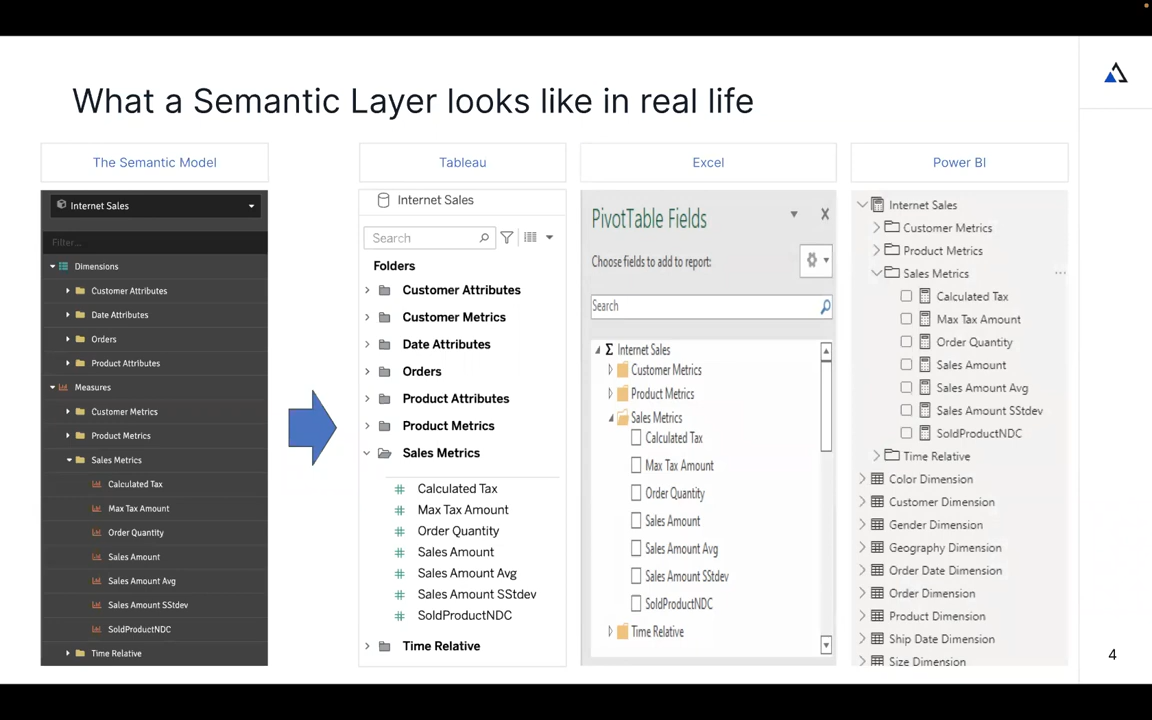 What a Semantic Layer looks like in real life
The Semantic Model
Internet Sales
Filter...
Dimensions
Customer Attributes
Date Attributes
Orders
Product Attributes
Measures
Customer Metrics
Product Metrics
Sales Metrics
Calculated Tax
Max Tax Amount
Order Quantity
Sales Amount
Sales Amount Avg
Sales Amount SStdev
SoldProductNDC
Time Relative
Tableau
Internet Sales
Search
Folders
Customer Attributes
Customer Metrics
Date Attributes
Orders
Product Attributes
Product Metrics
Sales Metrics
Calculated Tax
Max Tax Amount
Order Quantity
Sales Amount
Sales Amount Avg
Sales Amount SStdev
SoldProductNDC
Time Relative
Excel
PivotTable Fields
Choose fields to add to report:
Search
Σ Internet Sales
Customer Metrics
Product Metrics
Sales Metrics
Calculated Tax
Max Tax Amount
Order Quantity
Sales Amount
Sales Amount Avg
Sales Amount SStdev
SoldProductNDC
Time Relative
Power BI
Internet Sales
Customer Metrics
Product Metrics
Sales Metrics
Calculated Tax
Max Tax Amount
Order Quantity
Sales Amount
Sales Amount Avg
Sales Amount SStdev
SoldProductNDC
Time Relative
Color Dimension
Customer Dimension
Gender Dimension
Geography Dimension
Order Date Dimension
Order Dimension
Product Dimension
Ship Date Dimension
Size Dimension
4